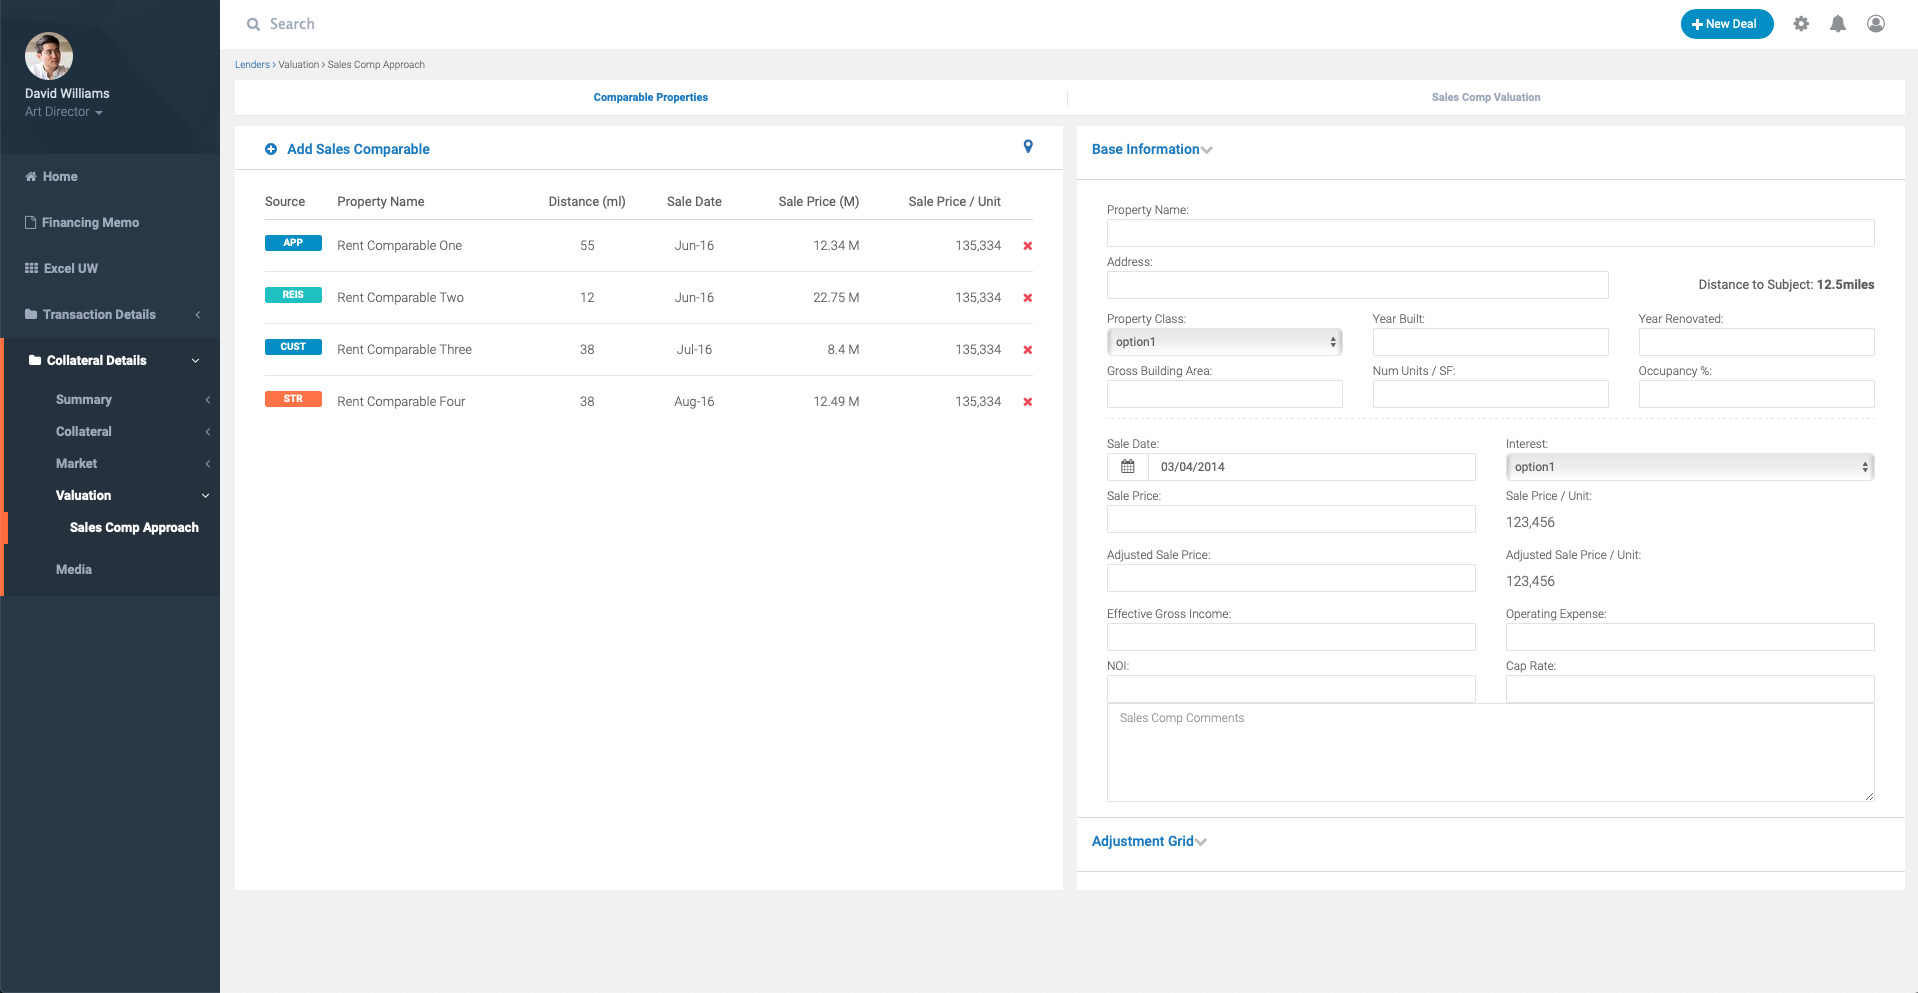 Search
New Deal
David Williams
Art Director
Home
Financing Memo
Excel UW
Transaction Details
Collateral Details
Summary
Collateral
Market
Valuation
Sales Comp Approach
Media
Lenders > Valuation > Sales Comp Approach
Comparable Properties
Sales Comp Valuation
Add Sales Comparable
Source Property Name Distance (ml) Sale Date Sale Price (M) Sale Price / Unit
APP Rent Comparable One 55 Jun-16 12.34 M 135,334
REIS Rent Comparable Two 12 Jun-16 22.75 M 135,334
CUST Rent Comparable Three 38 Jul-16 8.4 M 135,334
STR Rent Comparable Four 38 Aug-16 12.49 M 135,334
Base Information
Property Name:
Address:
Distance to Subject: 12.5miles
Property Class: Year Built: Year Renovated:
option1
Gross Building Area: Num Units / SF: Occupancy %:
Sale Date: Interest:
03/04/2014 option1
Sale Price: Sale Price / Unit:
123,456
Adjusted Sale Price: Adjusted Sale Price / Unit:
123,456
Effective Gross Income: Operating Expense:
NOI: Cap Rate:
Sales Comp Comments
Adjustment Grid